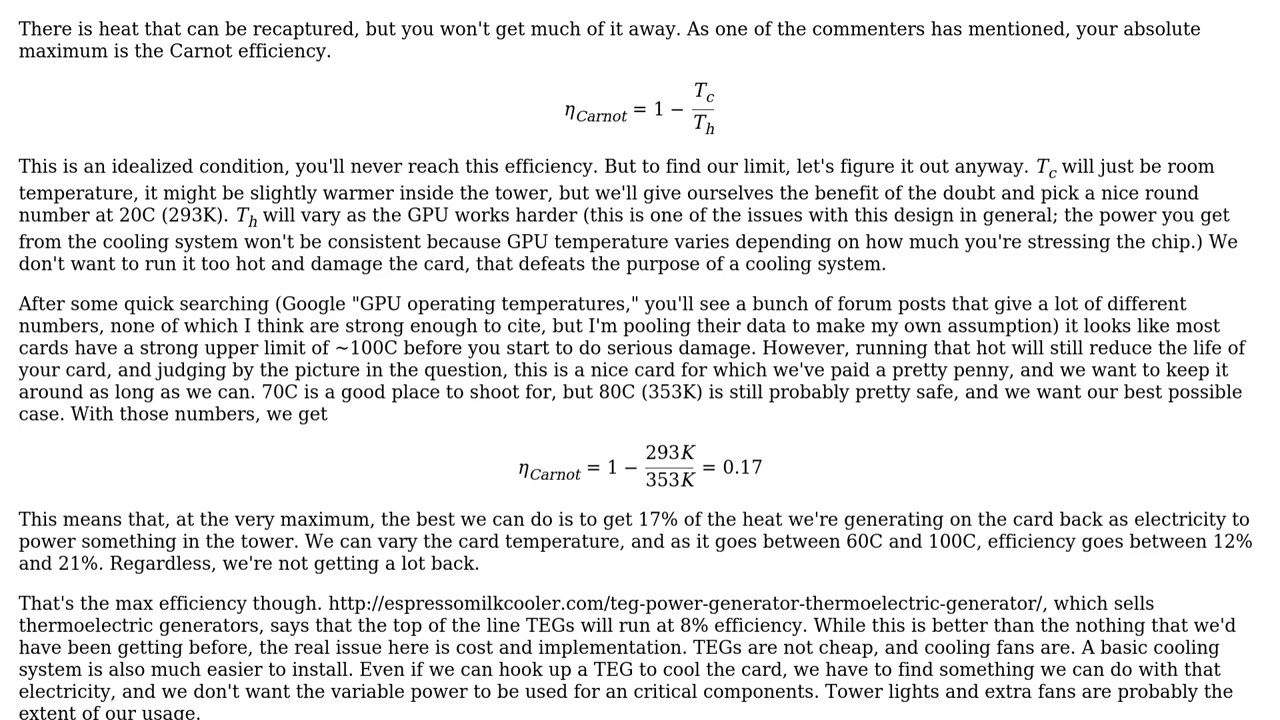 There is heat that can be recaptured, but you won't get much of it away. As one of the commenters has mentioned, your absolute
maximum is the Carnot efficiency.
η_Carnot = 1 − T_c / T_h
This is an idealized condition, you'll never reach this efficiency. But to find our limit, let's figure it out anyway. T_c will just be room
temperature, it might be slightly warmer inside the tower, but we'll give ourselves the benefit of the doubt and pick a nice round
number at 20C (293K). T_h will vary as the GPU works harder (this is one of the issues with this design in general; the power you get
from the cooling system won't be consistent because GPU temperature varies depending on how much you're stressing the chip.) We
don't want to run it too hot and damage the card, that defeats the purpose of a cooling system.
After some quick searching (Google "GPU operating temperatures," you'll see a bunch of forum posts that give a lot of different
numbers, none of which I think are strong enough to cite, but I'm pooling their data to make my own assumption) it looks like most
cards have a strong upper limit of ~100C before you start to do serious damage. However, running that hot will still reduce the life of
your card, and judging by the picture in the question, this is a nice card for which we've paid a pretty penny, and we want to keep it
around as long as we can. 70C is a good place to shoot for, but 80C (353K) is still probably pretty safe, and we want our best possible
case. With those numbers, we get
η_Carnot = 1 − 293K / 353K = 0.17
This means that, at the very maximum, the best we can do is to get 17% of the heat we're generating on the card back as electricity to
power something in the tower. We can vary the card temperature, and as it goes between 60C and 100C, efficiency goes between 12%
and 21%. Regardless, we're not getting a lot back.
That's the max efficiency though. http://espressomilkcooler.com/teg-power-generator-thermoelectric-generator/, which sells
thermoelectric generators, says that the top of the line TEGs will run at 8% efficiency. While this is better than the nothing that we'd
have been getting before, the real issue here is cost and implementation. TEGs are not cheap, and cooling fans are. A basic cooling
system is also much easier to install. Even if we can hook up a TEG to cool the card, we have to find something we can do with that
electricity, and we don't want the variable power to be used for an critical components. Tower lights and extra fans are probably the
extent of our usage.